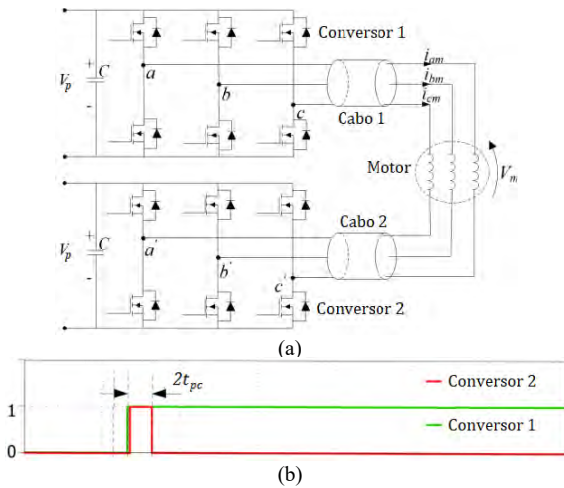 Conversor 1
+
V_p
-
C
a
b
c
i_am
i_bm
i_cm
Cabo 1
Motor
V_m
+
V_p
-
C
a'
b'
c'
Cabo 2
Conversor 2
(a)
2t_pc
1
0
Conversor 2
Conversor 1
(b)